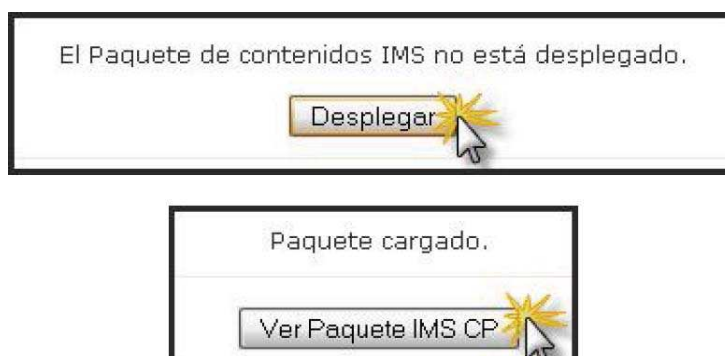 El Paquete de contenidos IMS no está desplegado.
Desplegar
Paquete cargado.
Ver Paquete IMS CP